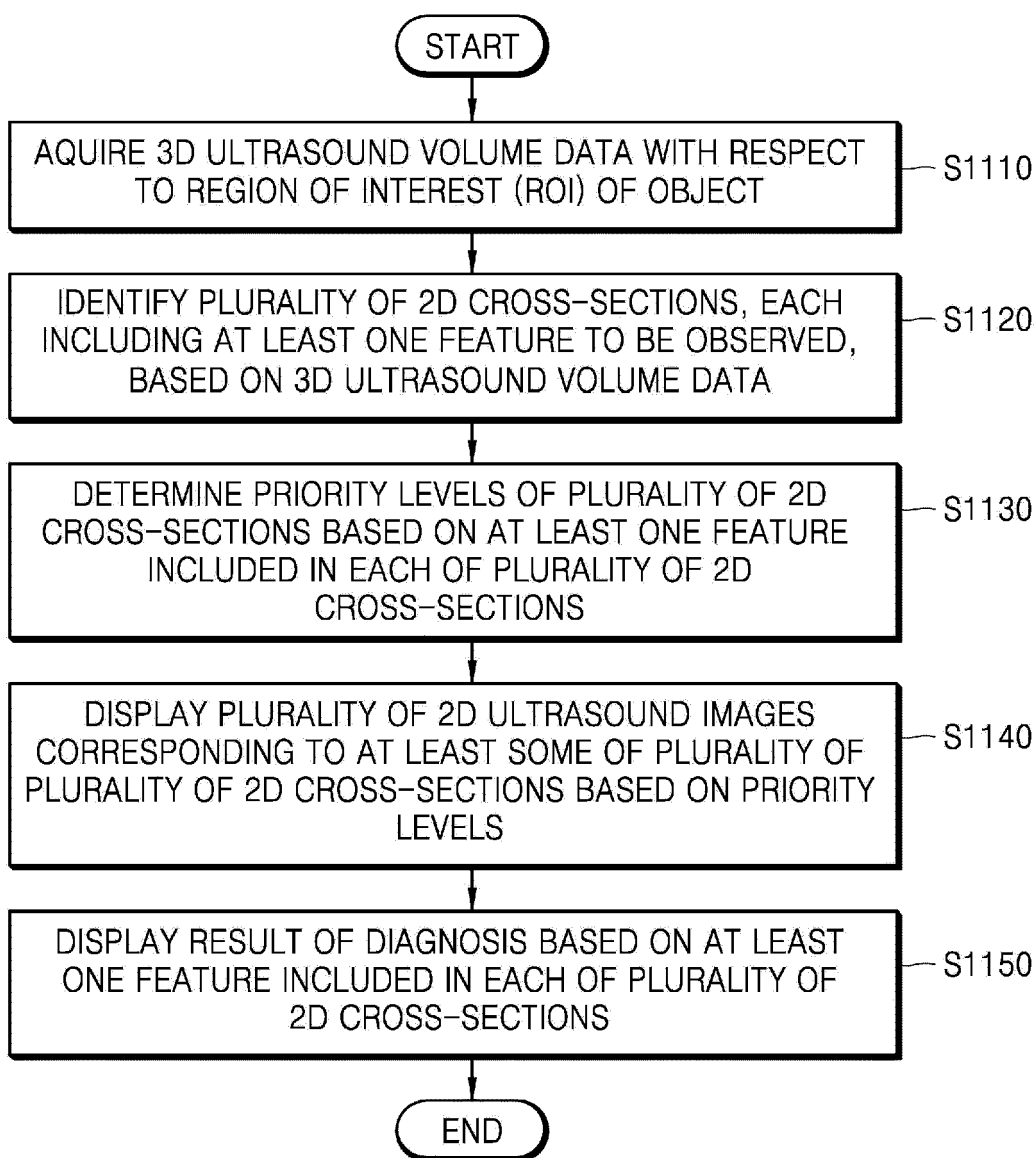 START
AQUIRE 3D ULTRASOUND VOLUME DATA WITH RESPECT
TO REGION OF INTEREST (ROI) OF OBJECT
S1110
IDENTIFY PLURALITY OF 2D CROSS-SECTIONS, EACH
INCLUDING AT LEAST ONE FEATURE TO BE OBSERVED,
BASED ON 3D ULTRASOUND VOLUME DATA
S1120
DETERMINE PRIORITY LEVELS OF PLURALITY OF 2D
CROSS-SECTIONS BASED ON AT LEAST ONE FEATURE
INCLUDED IN EACH OF PLURALITY OF 2D
CROSS-SECTIONS
S1130
DISPLAY PLURALITY OF 2D ULTRASOUND IMAGES
CORRESPONDING TO AT LEAST SOME OF PLURALITY OF
PLURALITY OF 2D CROSS-SECTIONS BASED ON PRIORITY
LEVELS
S1140
DISPLAY RESULT OF DIAGNOSIS BASED ON AT LEAST
ONE FEATURE INCLUDED IN EACH OF PLURALITY OF
2D CROSS-SECTIONS
S1150
END